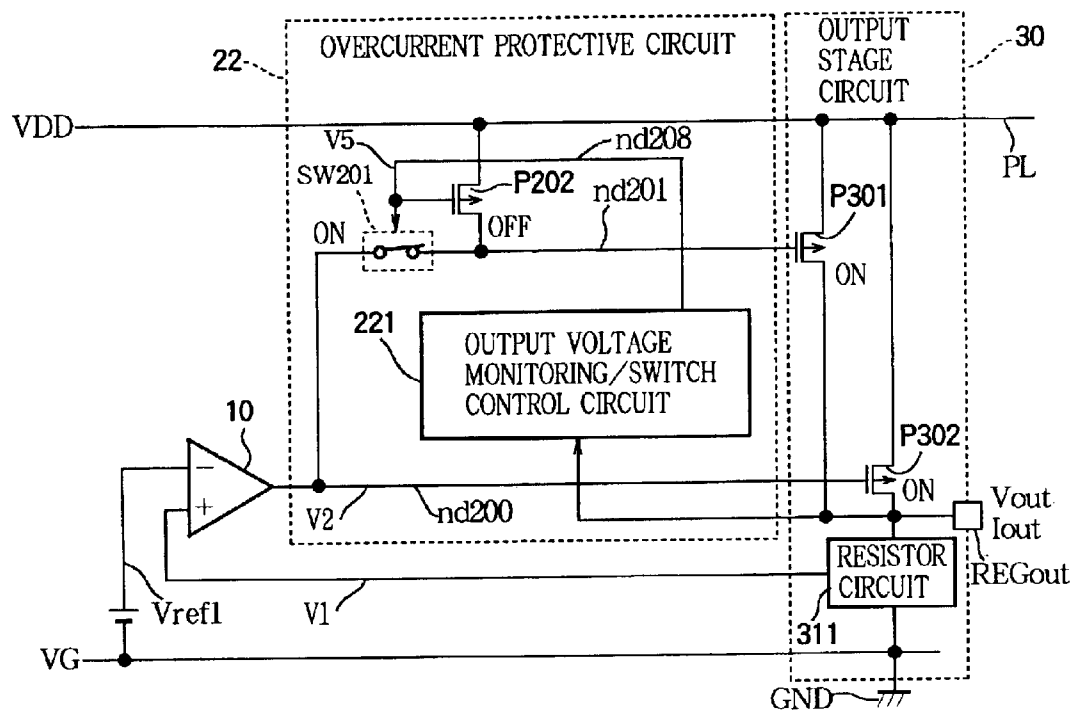 OVERCURRENT PROTECTIVE CIRCUIT
22
OUTPUT
STAGE
CIRCUIT
30
VDD
PL
V5
nd208
SW201
P202
nd201
P301
ON
OFF
ON
221
OUTPUT VOLTAGE
MONITORING/SWITCH
CONTROL CIRCUIT
10
P302
−
+
ON
V2
nd200
Vout
Iout
REGout
RESISTOR
CIRCUIT
Vref1
V1
311
VG
GND